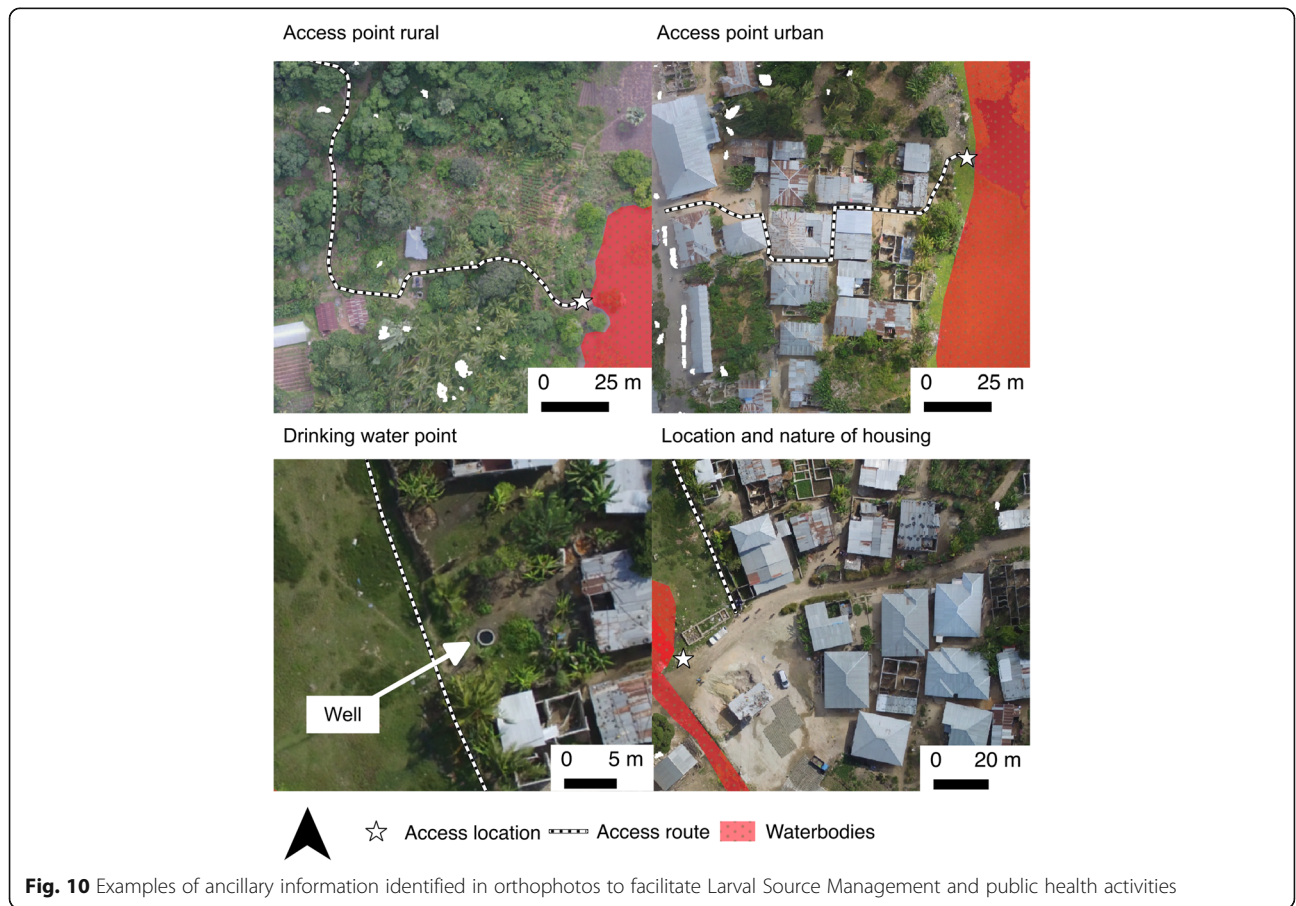 Access point rural
Access point urban
0 25 m
0 25 m
Drinking water point
Location and nature of housing
Well
0 5 m
0 20 m
Access location
Access route
Waterbodies
Fig. 10 Examples of ancillary information identified in orthophotos to facilitate Larval Source Management and public health activities